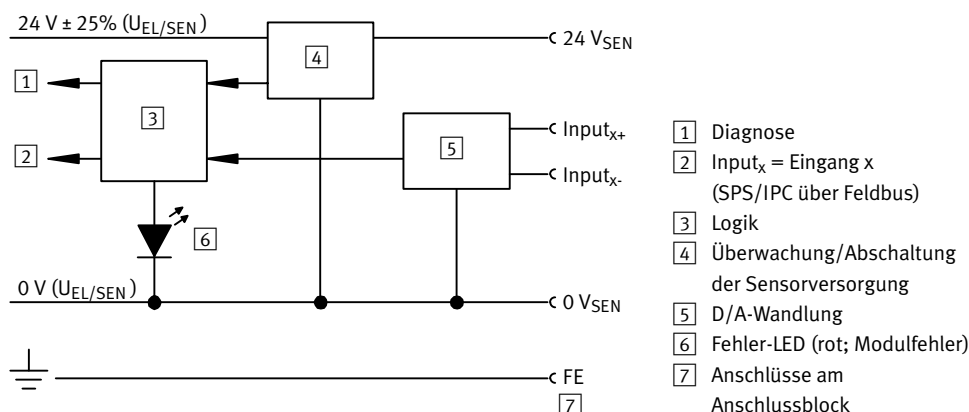 24 V ± 25% (U_EL/SEN)
24 V_SEN
4
1
3
2
5
Input_x+
Input_x-
6
0 V (U_EL/SEN)
0 V_SEN
FE
7
1 Diagnose
2 Input_x = Eingang x
(SPS/IPC über Feldbus)
3 Logik
4 Überwachung/Abschaltung
der Sensorversorgung
5 D/A-Wandlung
6 Fehler-LED (rot; Modulfehler)
7 Anschlüsse am
Anschlussblock